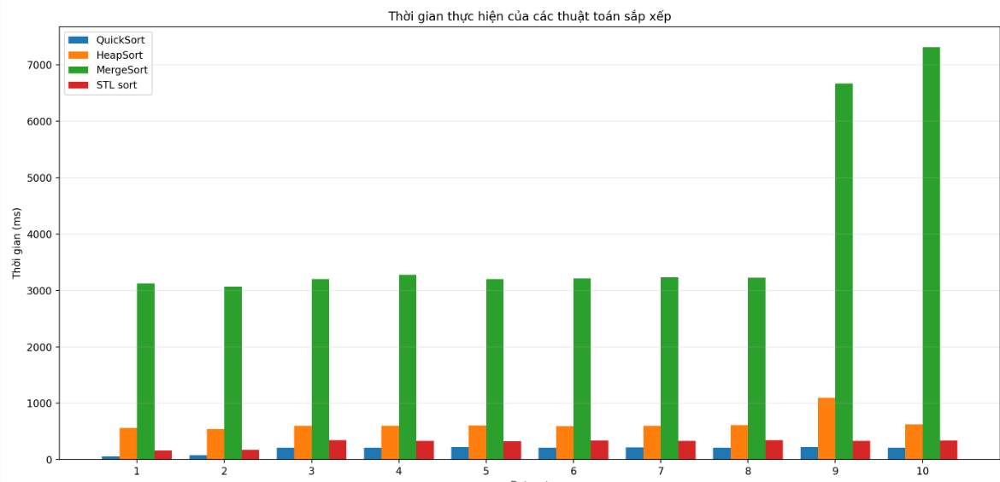 Thời gian thực hiện của các thuật toán sắp xếp
QuickSort
HeapSort
MergeSort
STL sort
Thời gian (ms)
7000
6000
5000
4000
3000
2000
1000
0
1 2 3 4 5 6 7 8 9 10